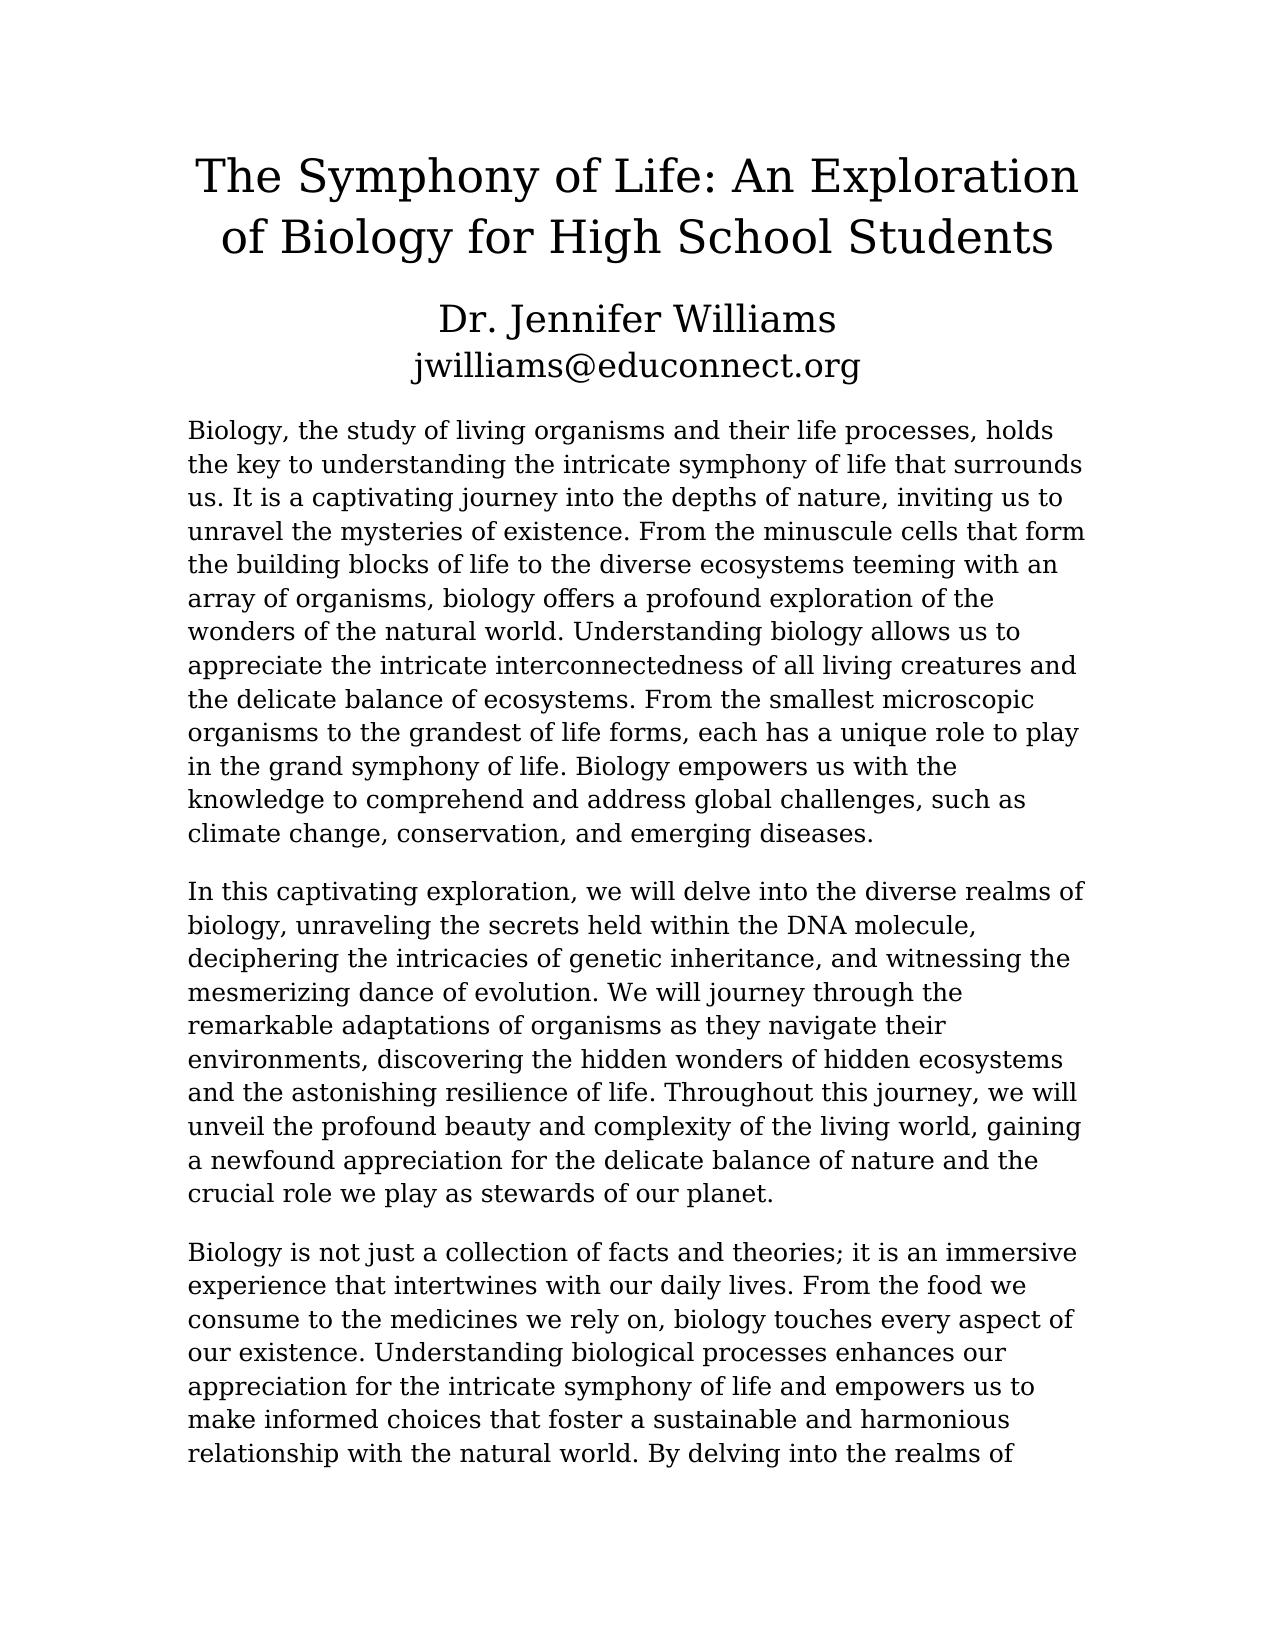 The Symphony of Life: An Exploration
of Biology for High School Students
Dr. Jennifer Williams
jwilliams@educonnect.org
Biology, the study of living organisms and their life processes, holds
the key to understanding the intricate symphony of life that surrounds
us. It is a captivating journey into the depths of nature, inviting us to
unravel the mysteries of existence. From the minuscule cells that form
the building blocks of life to the diverse ecosystems teeming with an
array of organisms, biology offers a profound exploration of the
wonders of the natural world. Understanding biology allows us to
appreciate the intricate interconnectedness of all living creatures and
the delicate balance of ecosystems. From the smallest microscopic
organisms to the grandest of life forms, each has a unique role to play
in the grand symphony of life. Biology empowers us with the
knowledge to comprehend and address global challenges, such as
climate change, conservation, and emerging diseases.
In this captivating exploration, we will delve into the diverse realms of
biology, unraveling the secrets held within the DNA molecule,
deciphering the intricacies of genetic inheritance, and witnessing the
mesmerizing dance of evolution. We will journey through the
remarkable adaptations of organisms as they navigate their
environments, discovering the hidden wonders of hidden ecosystems
and the astonishing resilience of life. Throughout this journey, we will
unveil the profound beauty and complexity of the living world, gaining
a newfound appreciation for the delicate balance of nature and the
crucial role we play as stewards of our planet.
Biology is not just a collection of facts and theories; it is an immersive
experience that intertwines with our daily lives. From the food we
consume to the medicines we rely on, biology touches every aspect of
our existence. Understanding biological processes enhances our
appreciation for the intricate symphony of life and empowers us to
make informed choices that foster a sustainable and harmonious
relationship with the natural world. By delving into the realms of